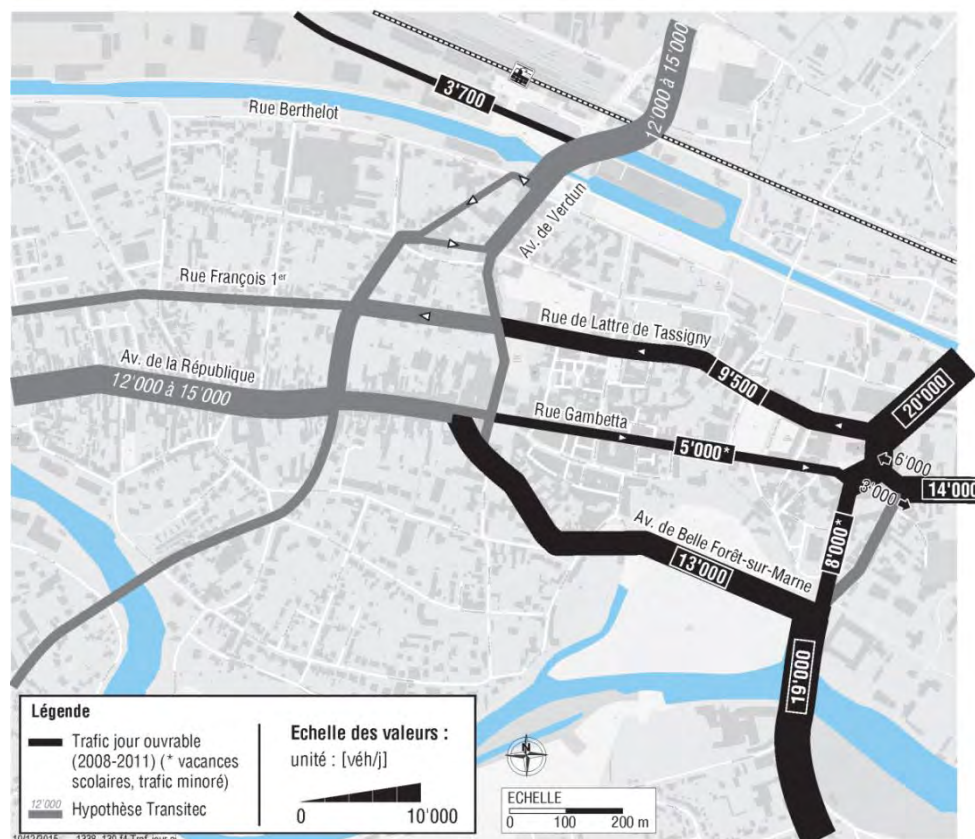 12'000 à 15'000
3'700
Rue Berthelot
Av. de Verdun
Rue François 1er
Rue de Lattre de Tassigny
Av. de la République
12'000 à 15'000
9'500
20'000
Rue Gambetta
5'000*
6'000
3'000
14'000
8'000*
Av. de Belle Forêt-sur-Marne
13'000
19'000
Légende
Trafic jour ouvrable
(2008-2011) (* vacances
scolaires, trafic minoré)
12'000
Hypothèse Transitec
Echelle des valeurs :
unité : [véh/j]
0 10'000
ECHELLE
0 100 200 m